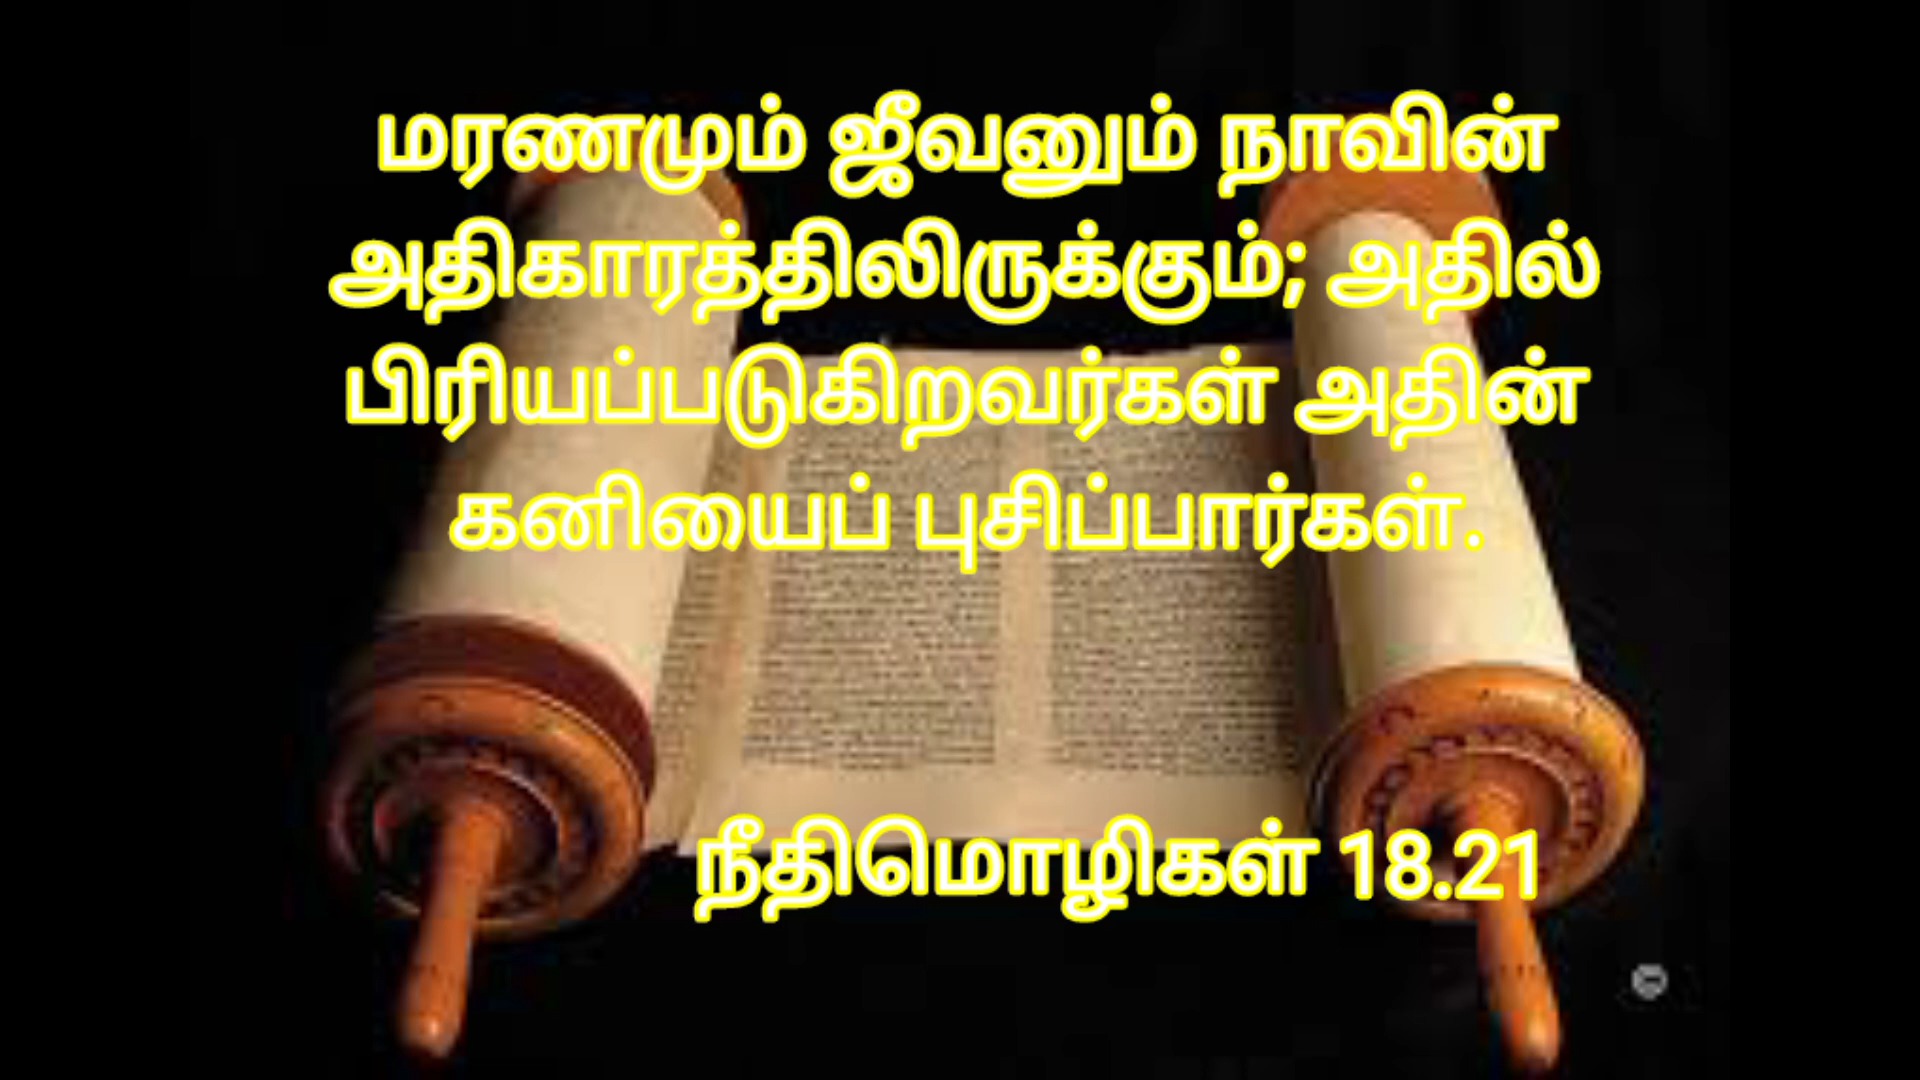 மரணமும் ஜீவனும் நாவின்
அதிகாரத்திலிருக்கும்; அதில்
பிரியப்படுகிறவர்கள் அதின்
கனியைப் புசிப்பார்கள்.
நீதிமொழிகள் 18.21